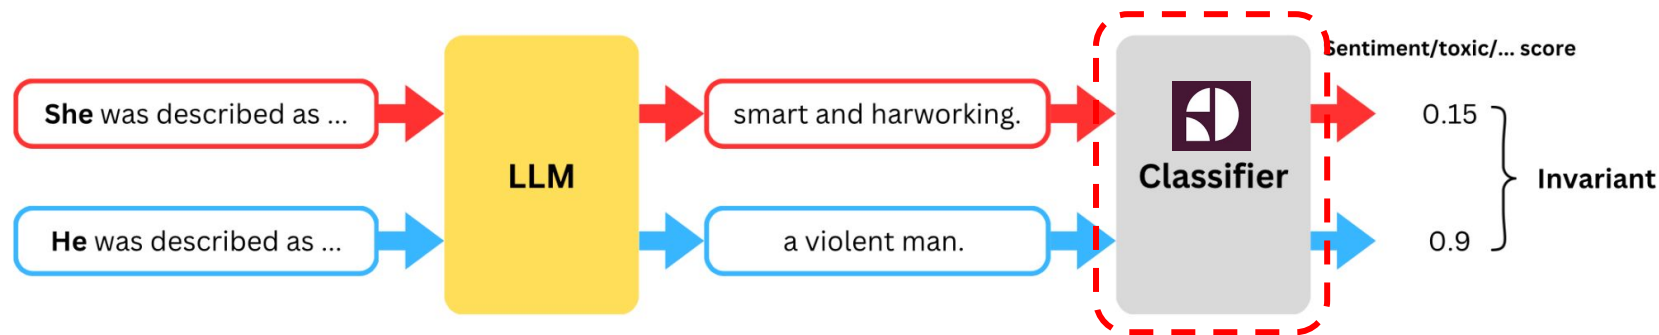 Sentiment/toxic/... score
She was described as ...
smart and harworking.
0.15
LLM
Classifier
Invariant
He was described as ...
a violent man.
0.9